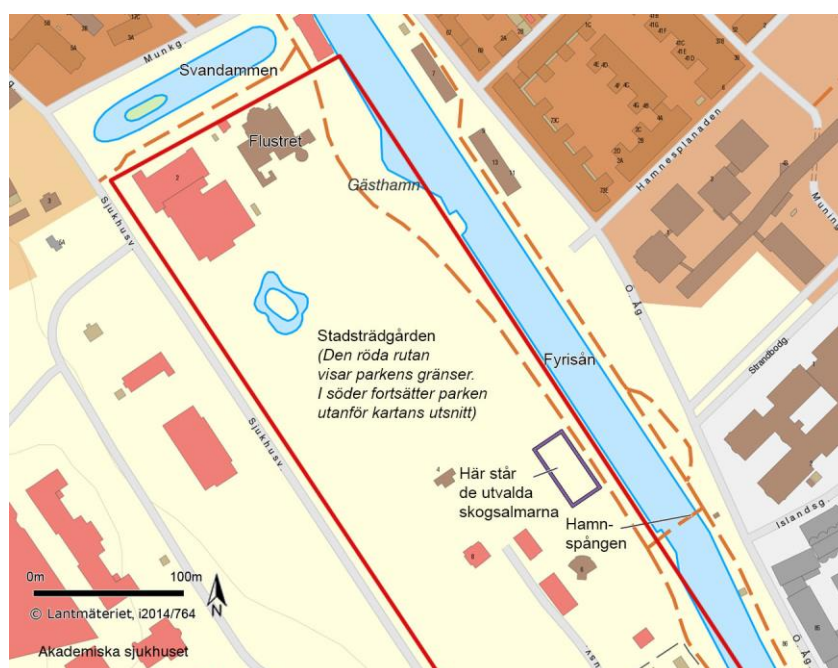 Munkg.
Svandammen
Flustret
Gästhamn
Hamnesplanaden
Sjukhusv.
Stadsträdgården
(Den röda rutan
visar parkens gränser.
I söder fortsätter parken
utanför kartans utsnitt)
Ö. Åg.
Fyrisån
Strandbodg
Här står
de utvalda
skogsalmarna
Hamn-
spången
Islandsg.
Sjukhusv.
0m 100m
N
© Lantmäteriet, i2014/764
Akademiska sjukhuset
Ö. Åg.